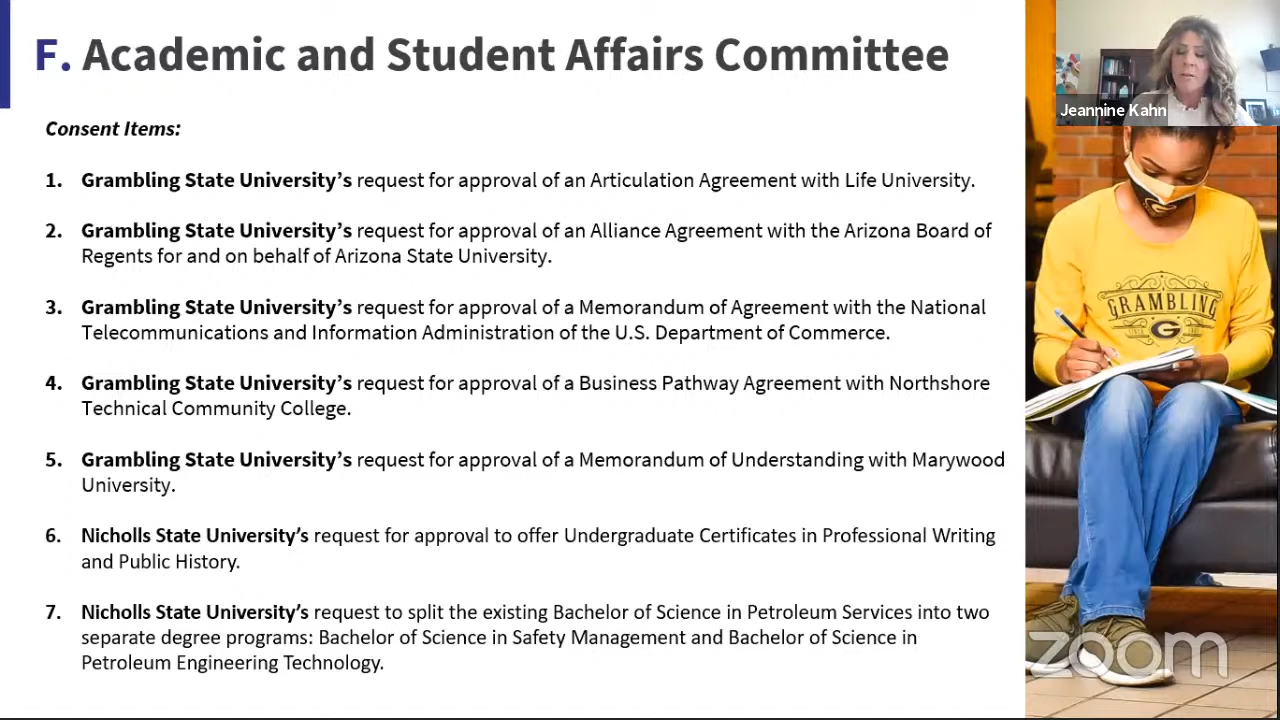 F. Academic and Student Affairs Committee
Jeannine Kahn
Consent Items:
1. Grambling State University's request for approval of an Articulation Agreement with Life University.
2. Grambling State University's request for approval of an Alliance Agreement with the Arizona Board of
Regents for and on behalf of Arizona State University.
3. Grambling State University's request for approval of a Memorandum of Agreement with the National
Telecommunications and Information Administration of the U.S. Department of Commerce.
4. Grambling State University's request for approval of a Business Pathway Agreement with Northshore
Technical Community College.
5. Grambling State University's request for approval of a Memorandum of Understanding with Marywood
University.
6. Nicholls State University's request for approval to offer Undergraduate Certificates in Professional Writing
and Public History.
7. Nicholls State University's request to split the existing Bachelor of Science in Petroleum Services into two
separate degree programs: Bachelor of Science in Safety Management and Bachelor of Science in
Petroleum Engineering Technology.
GRAMBLING
G
zoom